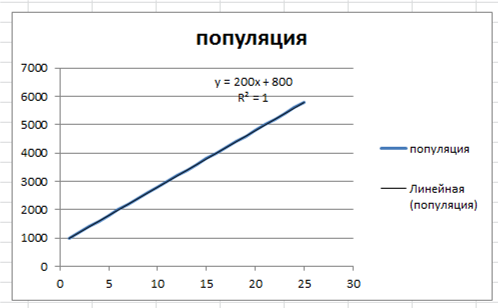 популяция
y = 200x + 800
R² = 1
7000
6000
5000
4000
3000
2000
1000
0
0 5 10 15 20 25 30
популяция
Линейная
(популяция)